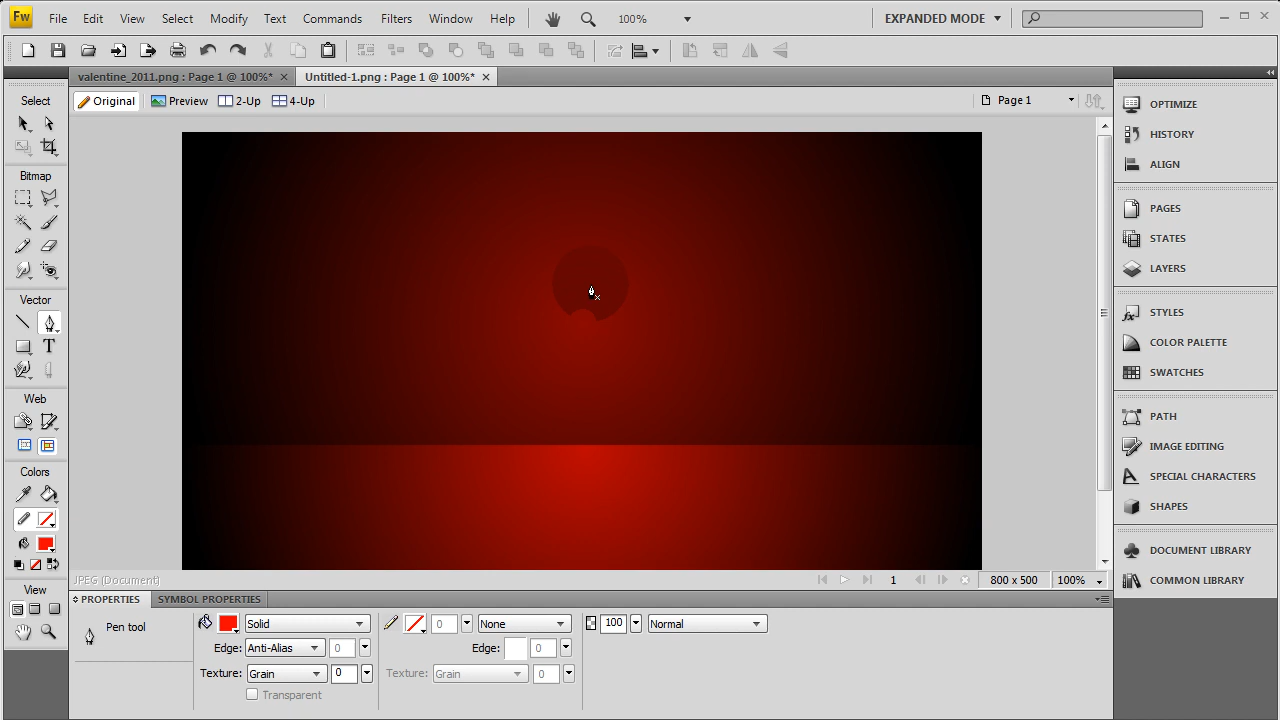 Fw File Edit View Select Modify Text Commands Filters Window Help 100% EXPANDED MODE
valentine_2011.png : Page 1 @ 100%* Untitled-1.png : Page 1 @ 100%*
Original Preview 2-Up 4-Up Page 1
Select
Bitmap
Vector
T
Web
Colors
View
OPTIMIZE
HISTORY
ALIGN
PAGES
STATES
LAYERS
STYLES
COLOR PALETTE
SWATCHES
PATH
IMAGE EDITING
SPECIAL CHARACTERS
SHAPES
DOCUMENT LIBRARY
COMMON LIBRARY
JPEG (Document) 1 800 x 500 100%
PROPERTIES SYMBOL PROPERTIES
Pen tool Solid 0 None 100 Normal
Edge: Anti-Alias 0 Edge: 0
Texture: Grain 0 Texture: Grain 0
Transparent